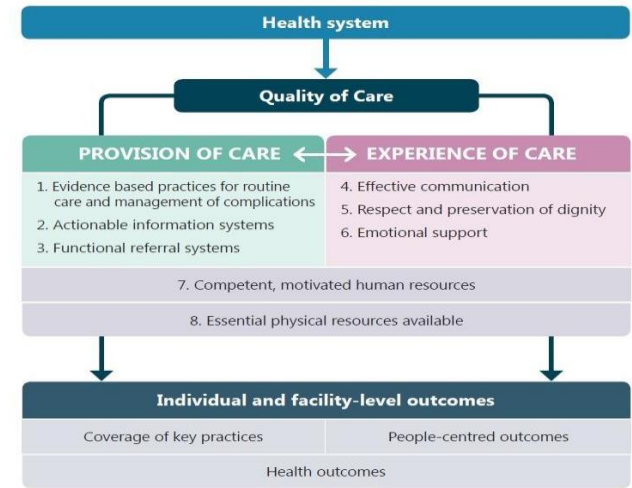 Health system
Quality of Care
PROVISION OF CARE
EXPERIENCE OF CARE
1. Evidence based practices for routine
care and management of complications
2. Actionable information systems
3. Functional referral systems
4. Effective communication
5. Respect and preservation of dignity
6. Emotional support
7. Competent, motivated human resources
8. Essential physical resources available
Individual and facility-level outcomes
Coverage of key practices
People-centred outcomes
Health outcomes